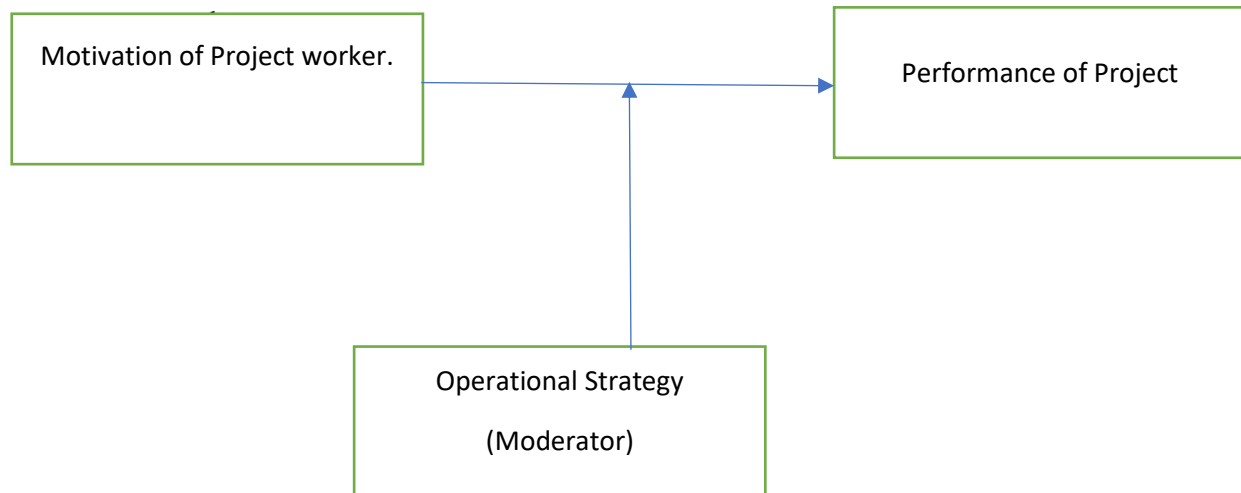 Motivation of Project worker.
Performance of Project
Operational Strategy
(Moderator)